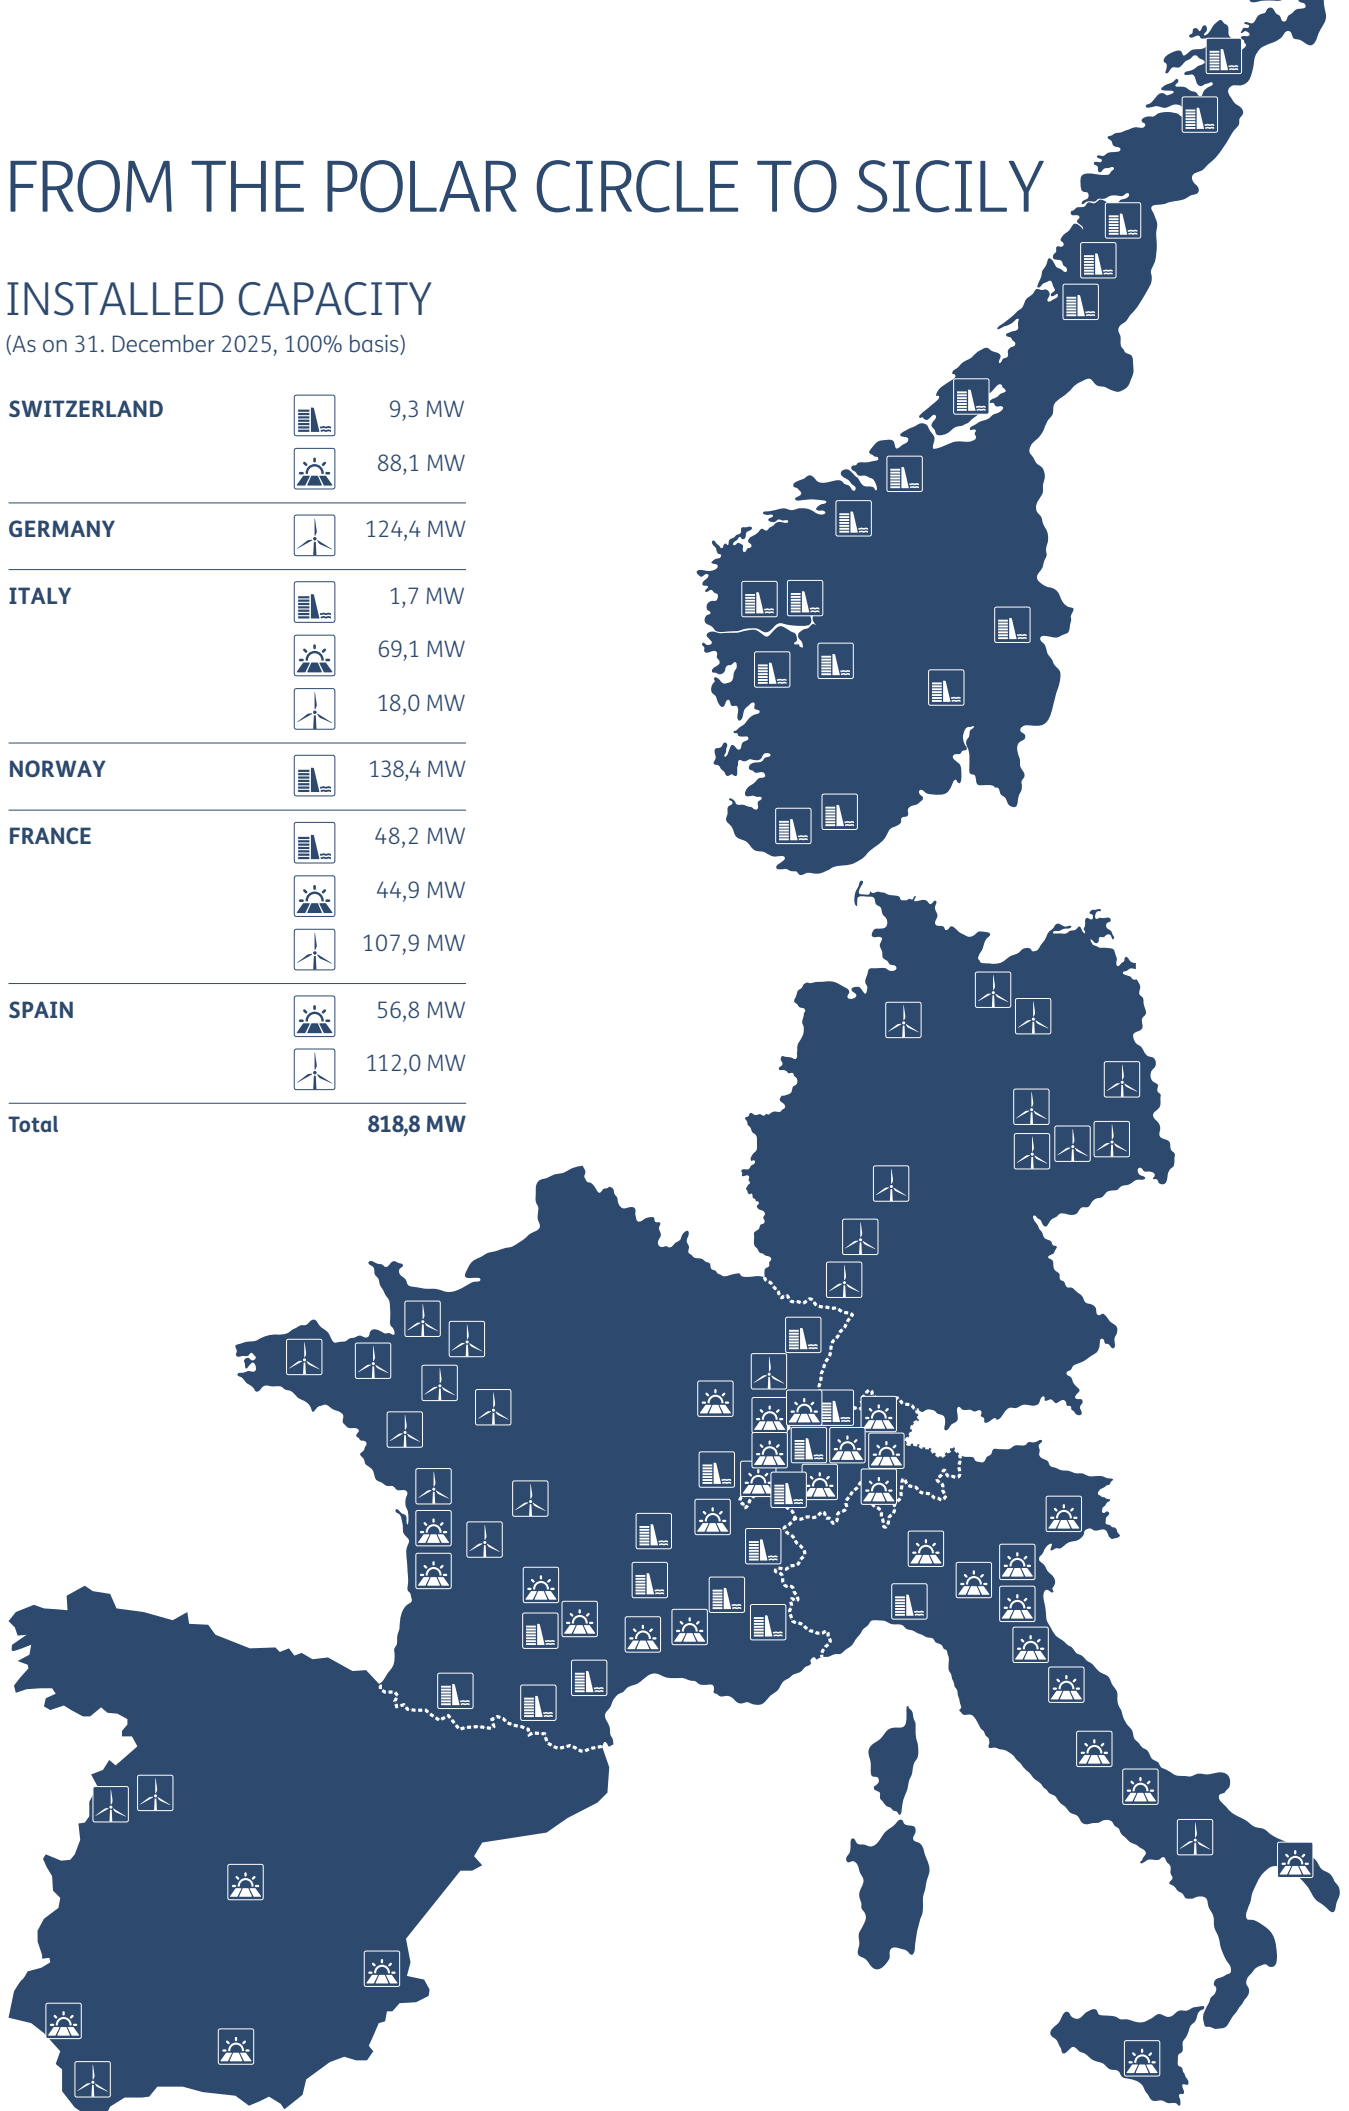 FROM THE POLAR CIRCLE TO SICILY
INSTALLED CAPACITY
(As on 31. December 2025, 100% basis)
SWITZERLAND 9,3 MW
88,1 MW
GERMANY 124,4 MW
ITALY 1,7 MW
69,1 MW
18,0 MW
NORWAY 138,4 MW
FRANCE 48,2 MW
44,9 MW
107,9 MW
SPAIN 56,8 MW
112,0 MW
Total 818,8 MW